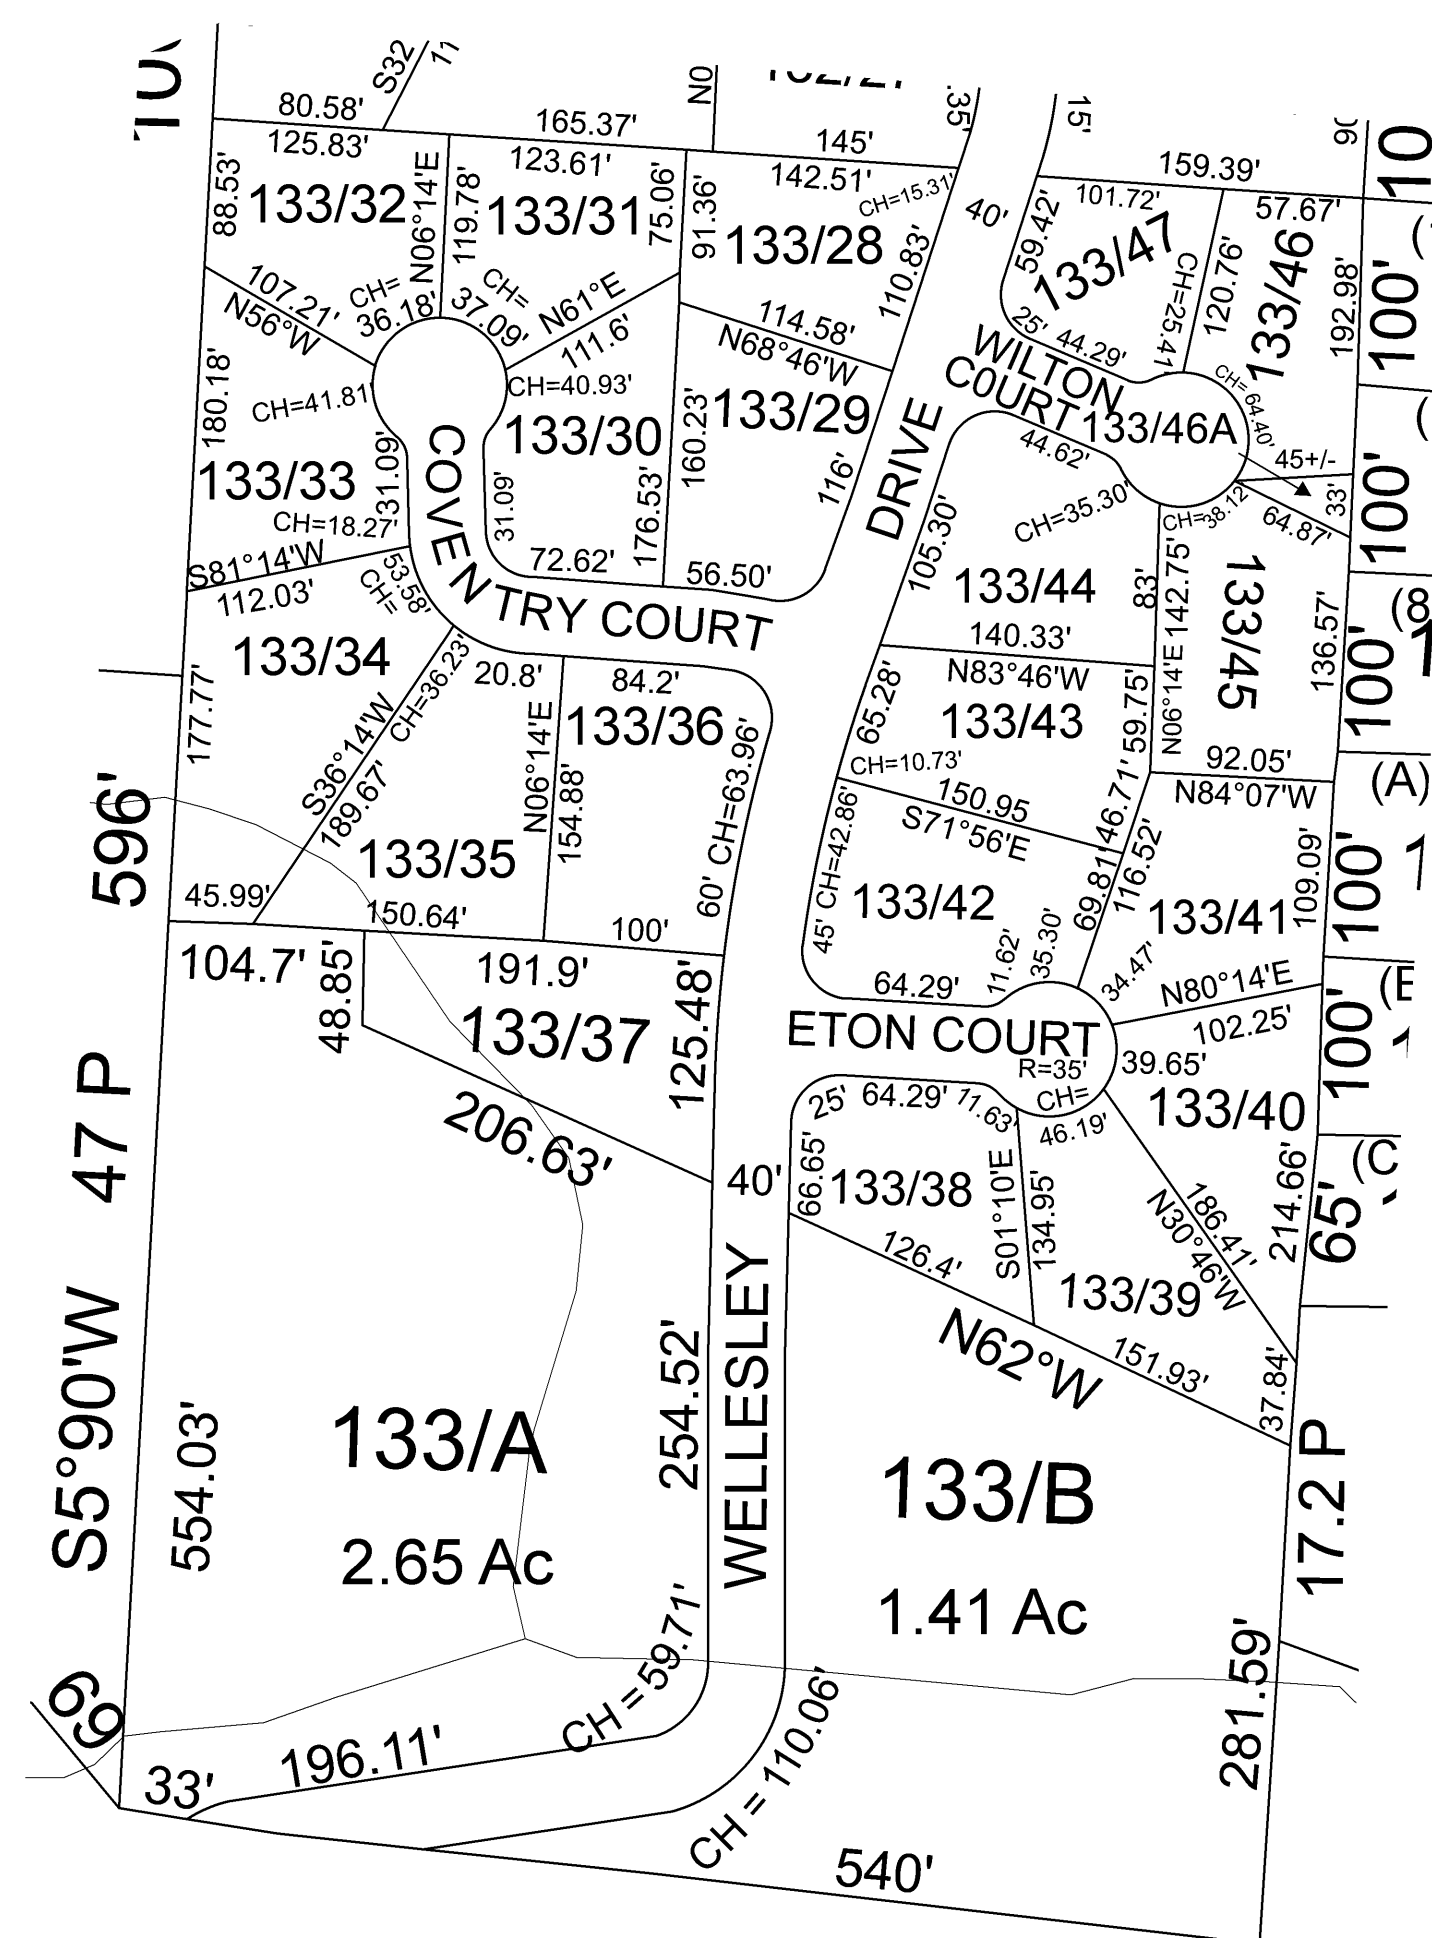 S32
80.58'
165.37'
145'
15'
159.39'
125.83'
123.61'
142.51'
CH=15.31'
40'
101.72'
57.67'
88.53'
133/32
N06°14'E
119.78'
133/31
75.06'
91.36'
133/28
110.83'
59.42'
133/47
CH=25.41'
120.76'
133/46
192.98'
100'
107.21'
N56°W
CH=
36.18'
CH=
37.09'
N61°E
111.6'
114.58'
N68°46'W
25'
44.29'
WILTON
COURT
180.18'
CH=41.81'
CH=40.93'
133/30
160.23'
133/29
116'
DRIVE
133/46A
CH= 64.40'
45+/-
33'
64.87'
100'
133/33
31.09'
CH=18.27'
31.09'
176.53'
44.62'
CH=35.30'
CH=
38.12'
105.30'
S81°14'W
112.03'
53.58'
CH=
72.62'
56.50'
133/44
83'
142.75'
N06°14'E
133/45
136.57'
(8
100'
COVENTRY COURT
133/34
177.77'
S36°14'W
189.67'
CH=36.23'
20.8'
84.2'
N06°14'E
133/36
154.88'
60' CH=63.96'
140.33'
N83°46'W
65.28'
133/43
59.75'
CH=10.73'
92.05'
N84°07'W
(A)
596'
133/35
45.99'
150.64'
100'
150.95
S71°56'E
46.71'
116.52'
69.81'
45' CH=42.86'
133/42
133/41
109.09'
100'
104.7'
48.85'
191.9'
133/37
125.48'
64.29'
11.62'
35.30'
34.47'
N80°14'E
102.25'
ETON COURT
R=35'
CH=
46.19'
39.65'
133/40
100'
47 P
206.63'
25'
64.29'
11.63'
40'
66.65'
133/38
S01°10'E
134.95'
186.41'
N30°46'W
214.66'
(C
65'
126.4'
133/39
N62°W
151.93'
37.84'
S5°90'W
554.03'
133/A
2.65 Ac
254.52'
WELLESLEY
133/B
1.41 Ac
17.2 P
281.59'
69
33'
196.11'
CH = 59.71'
CH = 110.06'
540'